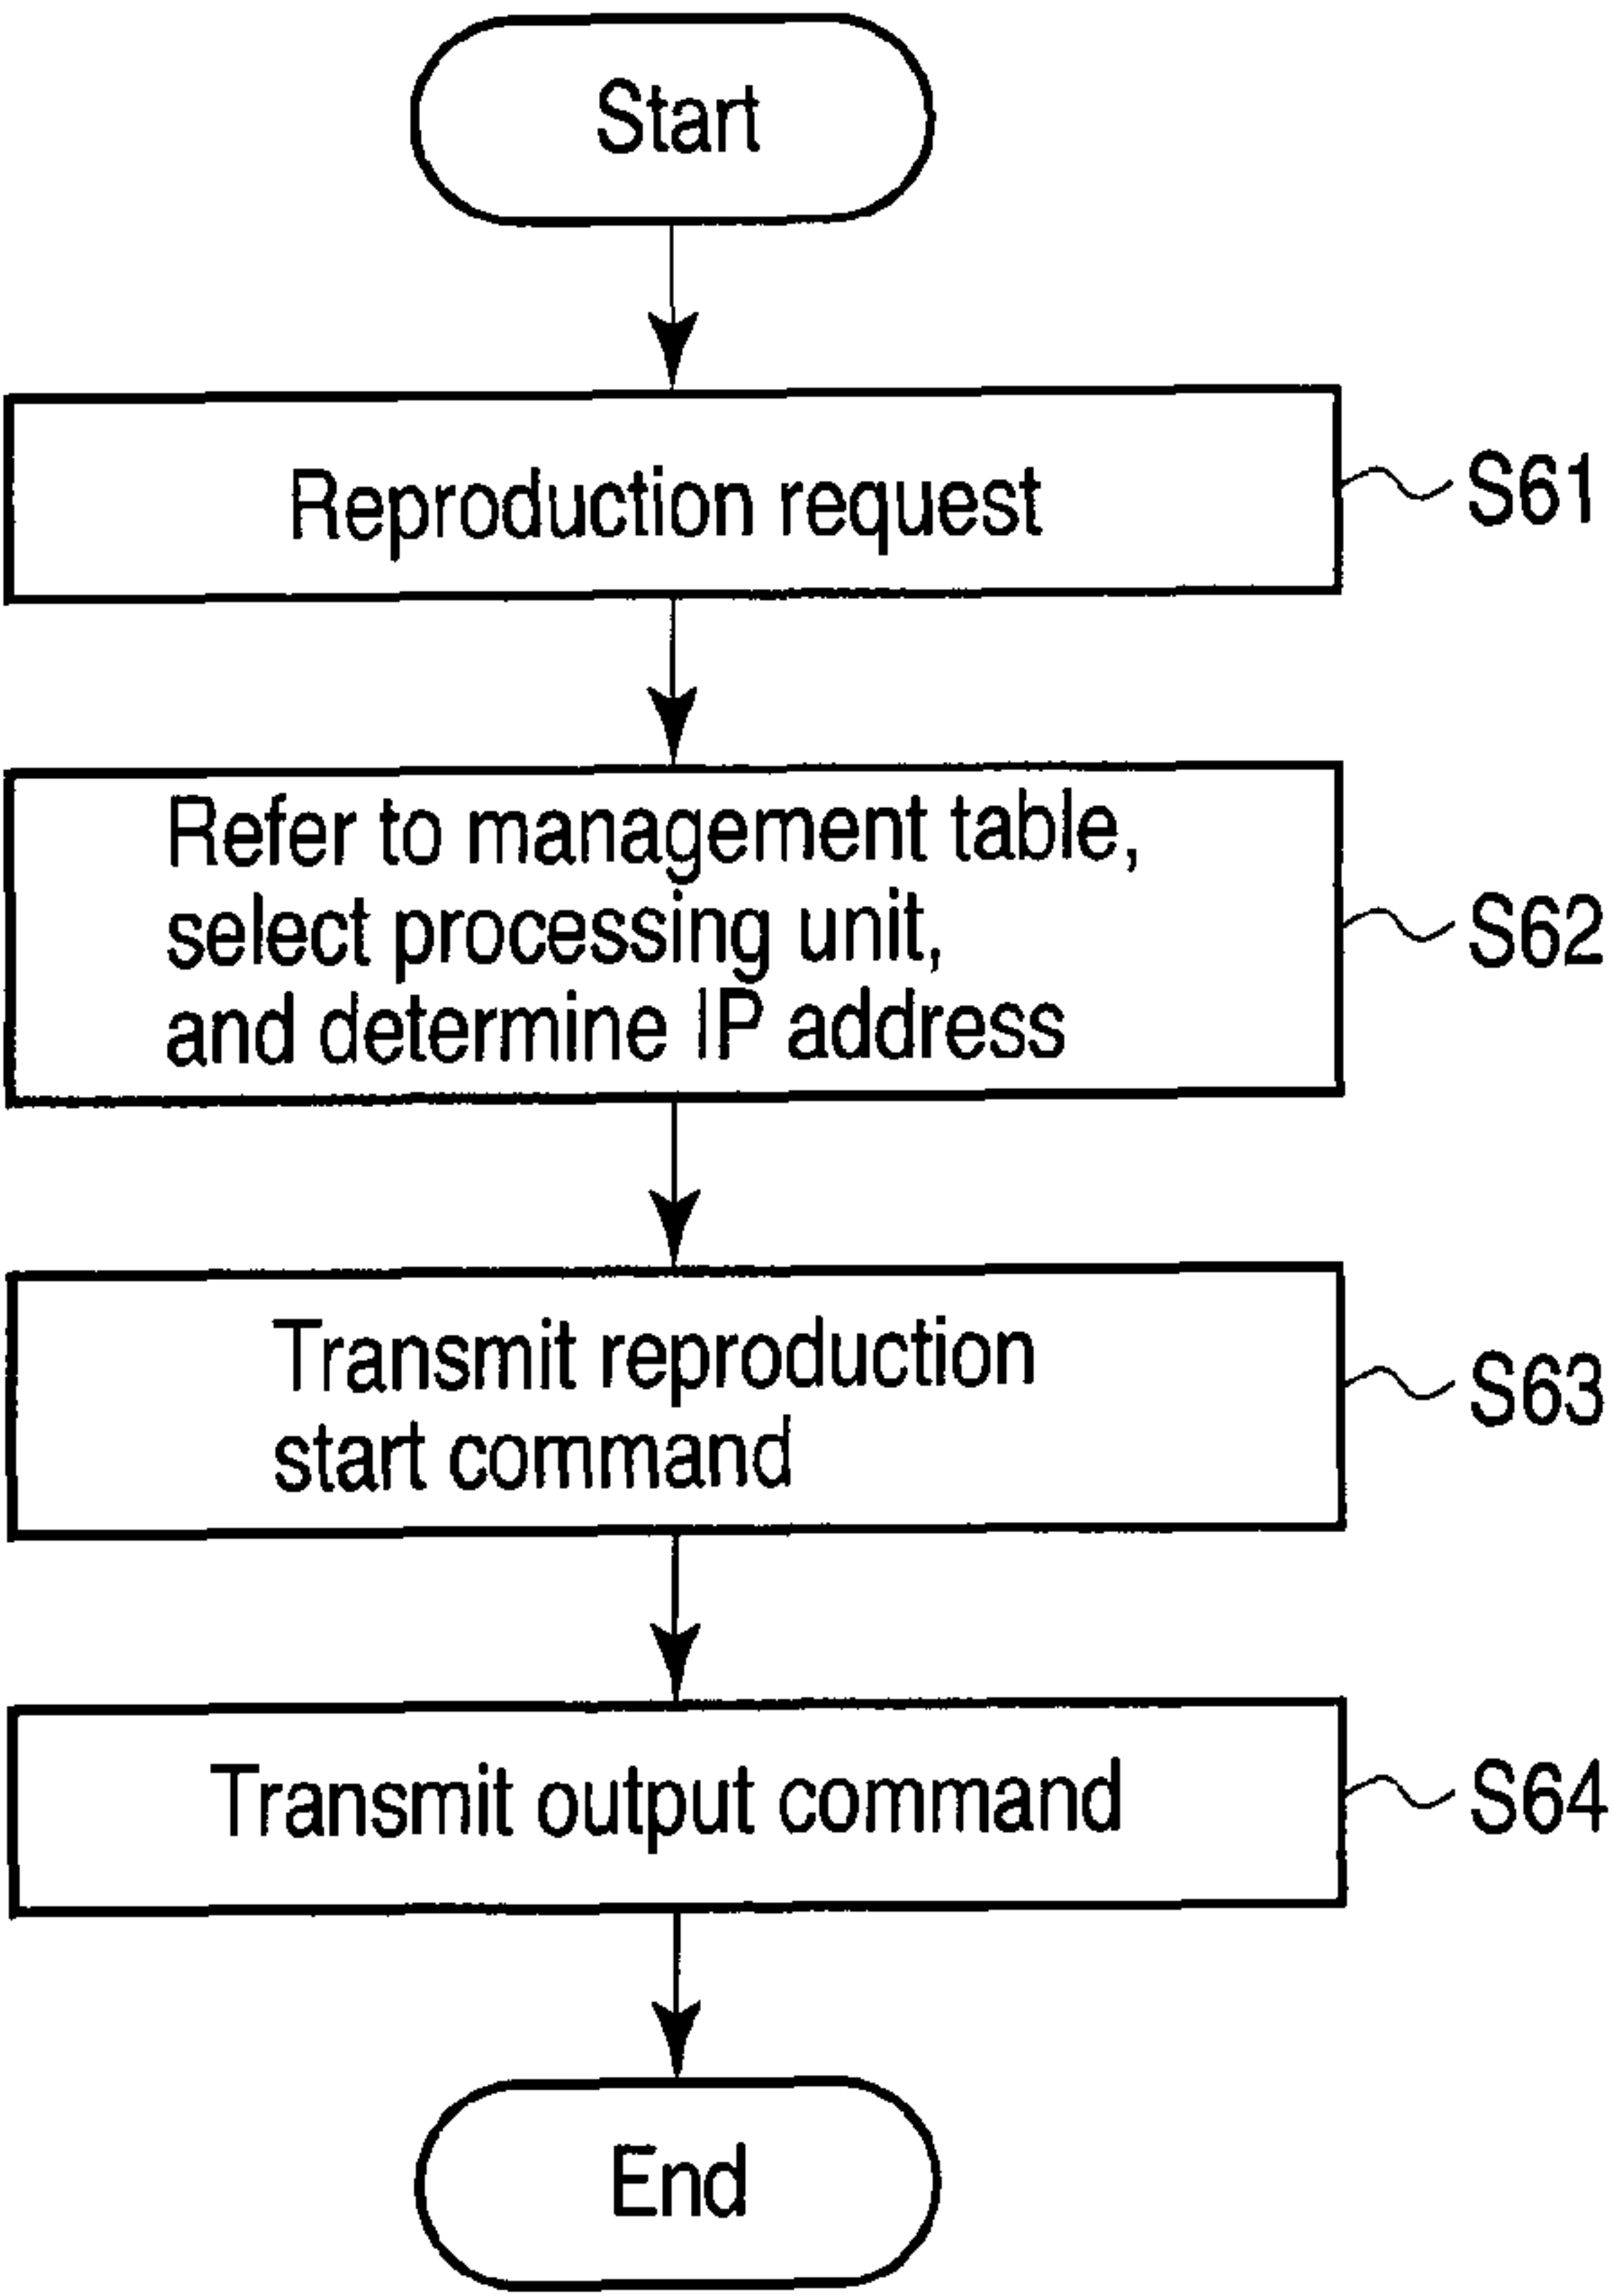 Start
Reproduction request
S61
Refer to management table,
select processing unit,
and determine IP address
S62
Transmit reproduction
start command
S63
Transmit output command
S64
End